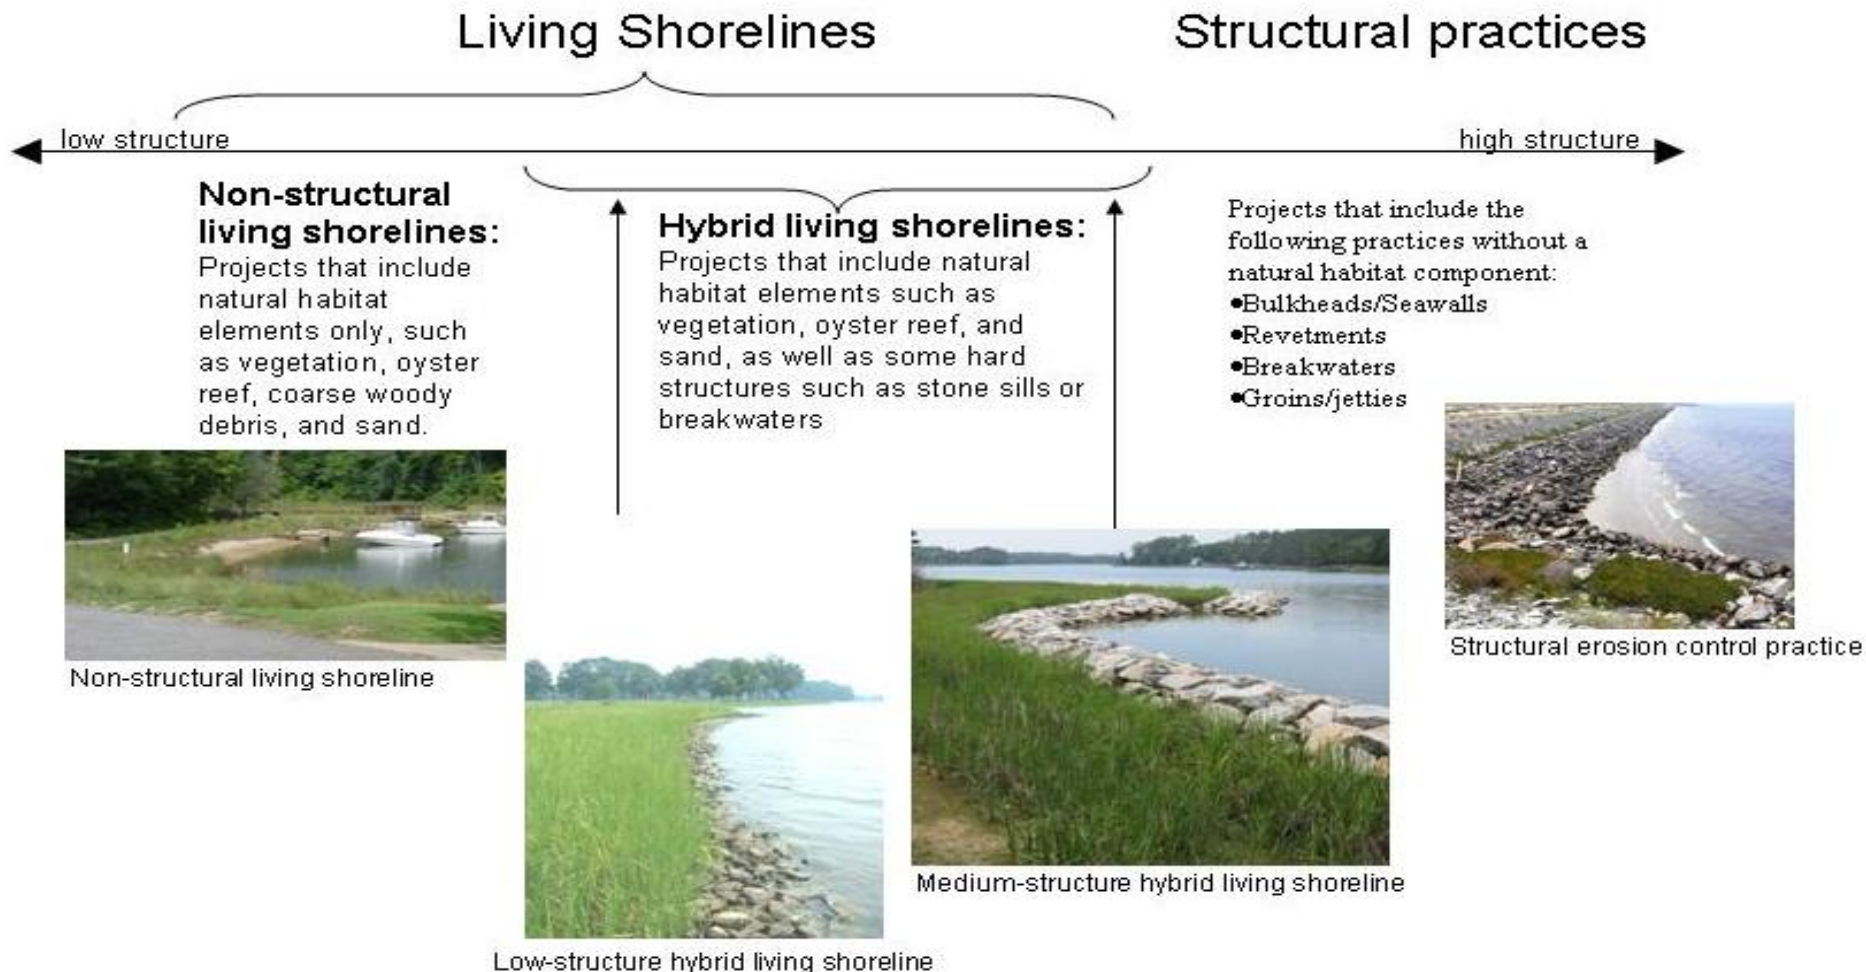 Living Shorelines
Structural practices
low structure
high structure
Non-structural
living shorelines:
Projects that include
natural habitat
elements only, such
as vegetation, oyster
reef, coarse woody
debris, and sand.
Hybrid living shorelines:
Projects that include natural
habitat elements such as
vegetation, oyster reef, and
sand, as well as some hard
structures such as stone sills or
breakwaters
Projects that include the
following practices without a
natural habitat component:
•Bulkheads/Seawalls
•Revetments
•Breakwaters
•Groins/jetties
Non-structural living shoreline
Low-structure hybrid living shoreline
Medium-structure hybrid living shoreline
Structural erosion control practice